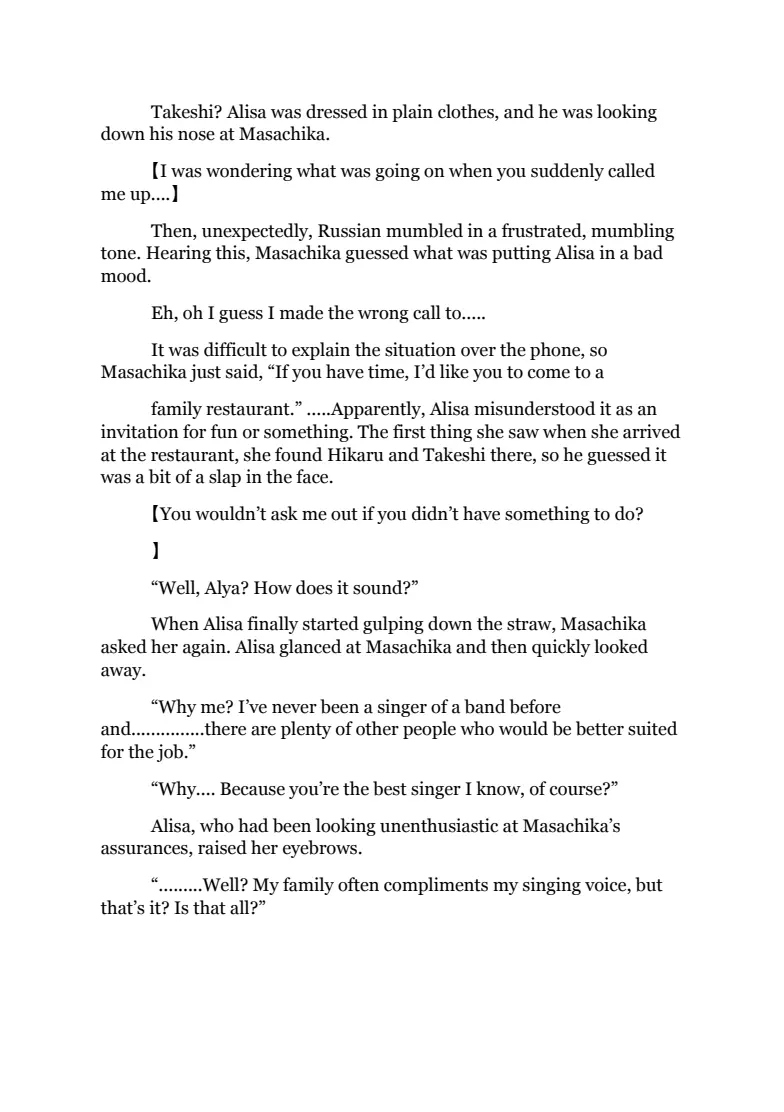 Takeshi? Alisa was dressed in plain clothes, and he was looking
down his nose at Masachika.
【I was wondering what was going on when you suddenly called
me up....】
Then, unexpectedly, Russian mumbled in a frustrated, mumbling
tone. Hearing this, Masachika guessed what was putting Alisa in a bad
mood.
Eh, oh I guess I made the wrong call to.....
It was difficult to explain the situation over the phone, so
Masachika just said, “If you have time, I’d like you to come to a
family restaurant.” .....Apparently, Alisa misunderstood it as an
invitation for fun or something. The first thing she saw when she arrived
at the restaurant, she found Hikaru and Takeshi there, so he guessed it
was a bit of a slap in the face.
【You wouldn’t ask me out if you didn’t have something to do?
】
“Well, Alya? How does it sound?”
When Alisa finally started gulping down the straw, Masachika
asked her again. Alisa glanced at Masachika and then quickly looked
away.
“Why me? I’ve never been a singer of a band before
and...............there are plenty of other people who would be better suited
for the job.”
“Why.... Because you’re the best singer I know, of course?”
Alisa, who had been looking unenthusiastic at Masachika’s
assurances, raised her eyebrows.
“.........Well? My family often compliments my singing voice, but
that’s it? Is that all?”